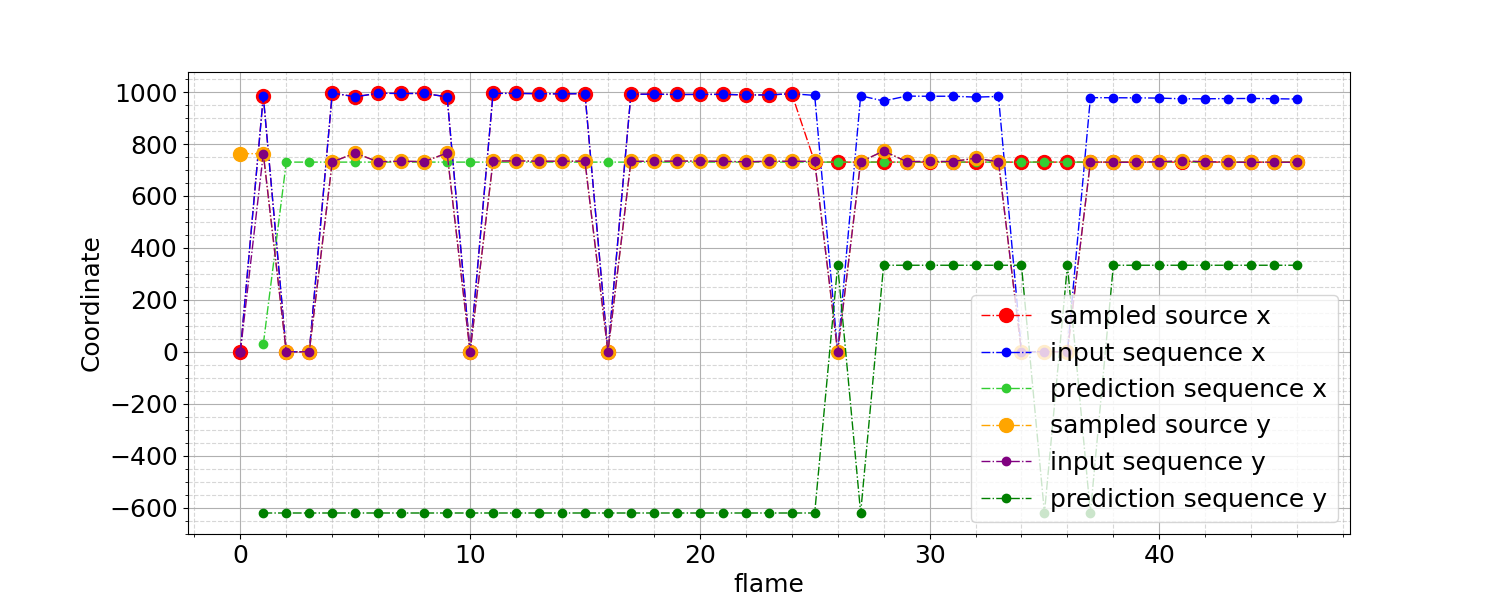 1000
800
600
400
200
0
−200
−400
−600
Coordinate
0 10 20 30 40
flame
sampled source x
input sequence x
prediction sequence x
sampled source y
input sequence y
prediction sequence y